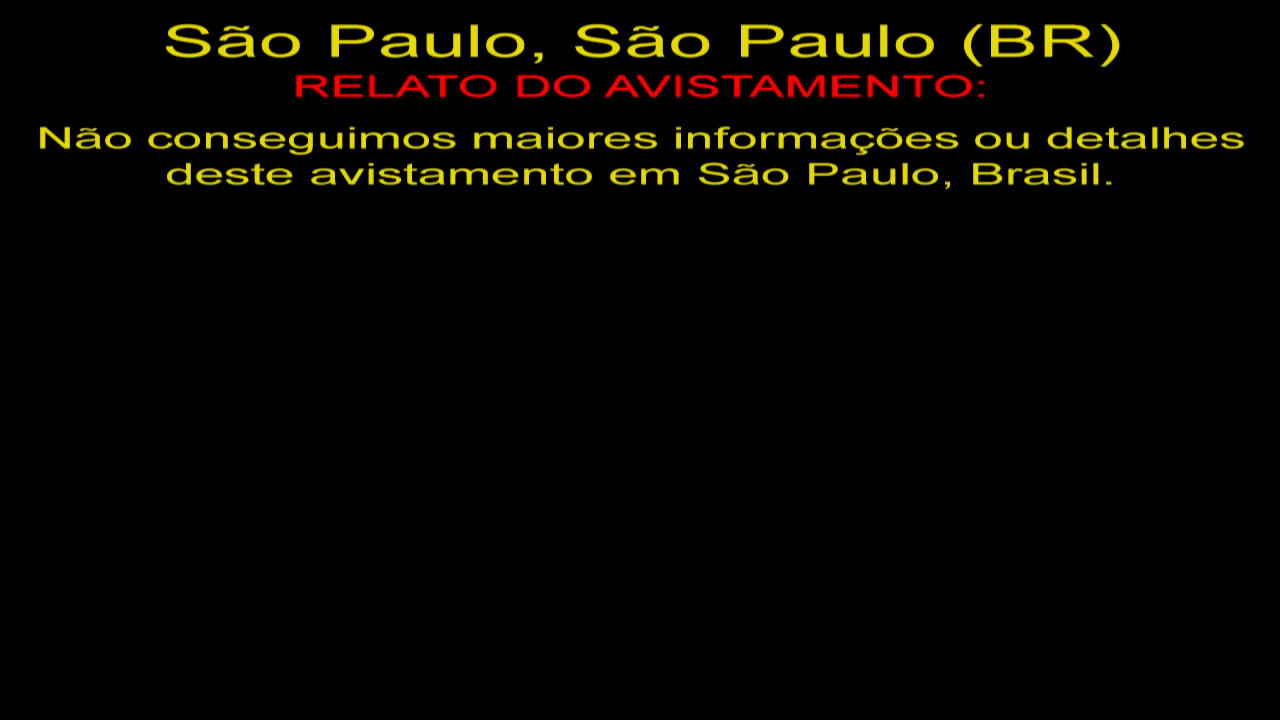 São Paulo, São Paulo (BR)
RELATO DO AVISTAMENTO:
Não conseguimos maiores informações ou detalhes
deste avistamento em São Paulo, Brasil.